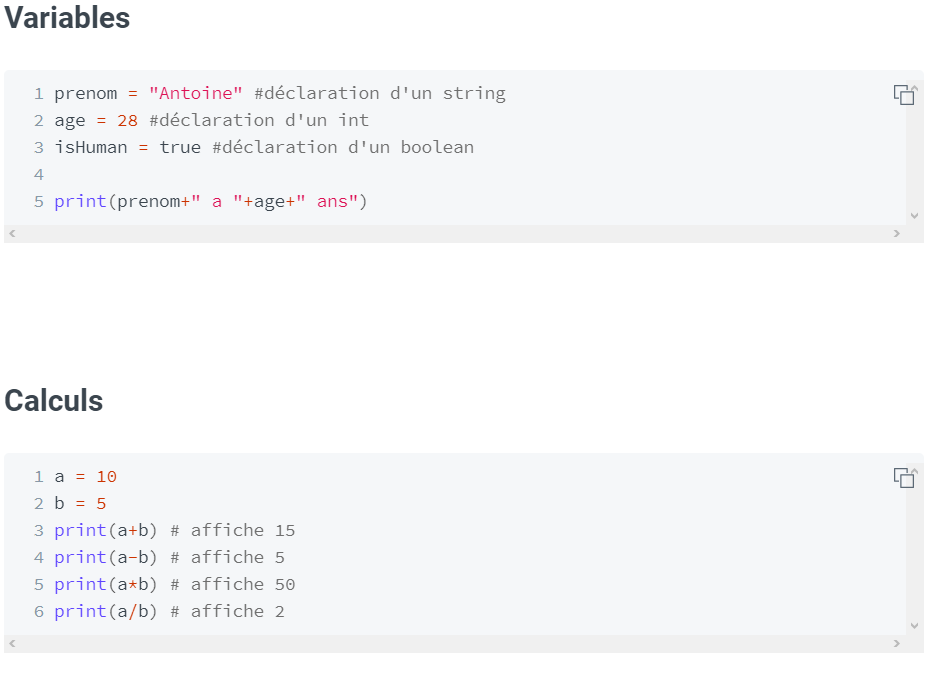 Variables
1 prenom = "Antoine" #déclaration d'un string
2 age = 28 #déclaration d'un int
3 isHuman = true #déclaration d'un boolean
4
5 print(prenom+" a "+age+" ans")
Calculs
1 a = 10
2 b = 5
3 print(a+b) # affiche 15
4 print(a-b) # affiche 5
5 print(a*b) # affiche 50
6 print(a/b) # affiche 2